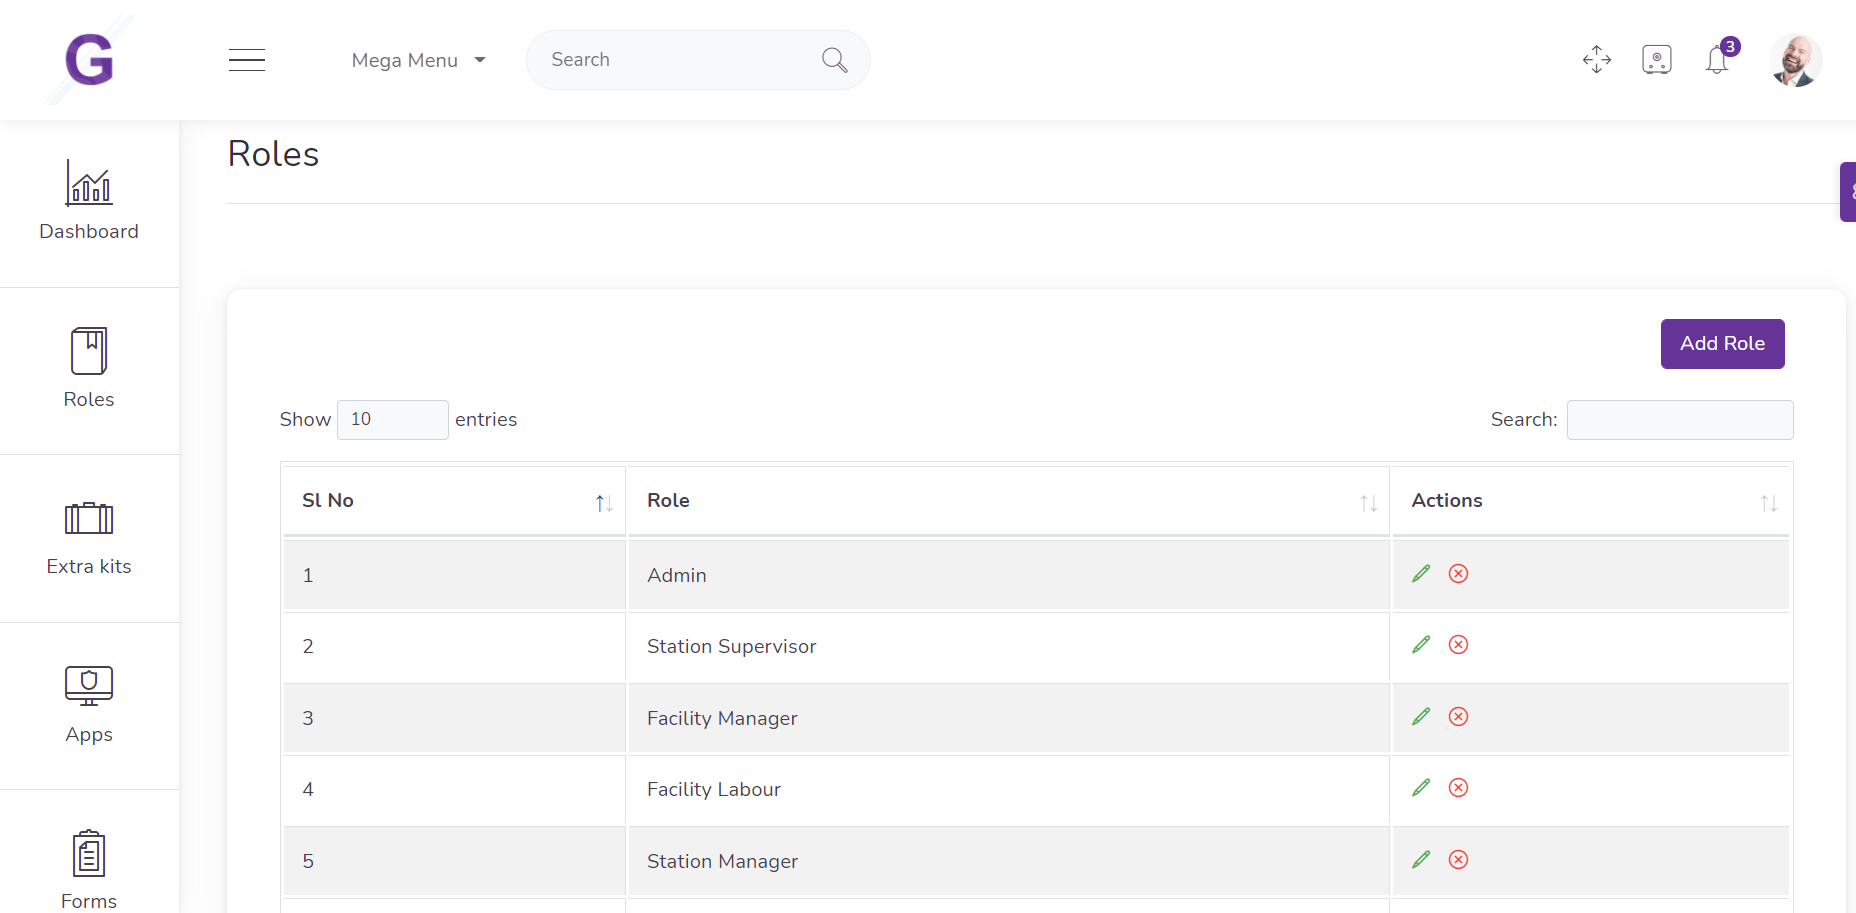 G
Mega Menu
Search
3
Roles
Dashboard
Roles
Extra kits
Apps
Forms
Add Role
Show 10 entries
Search:
Sl No Role Actions
1 Admin
2 Station Supervisor
3 Facility Manager
4 Facility Labour
5 Station Manager